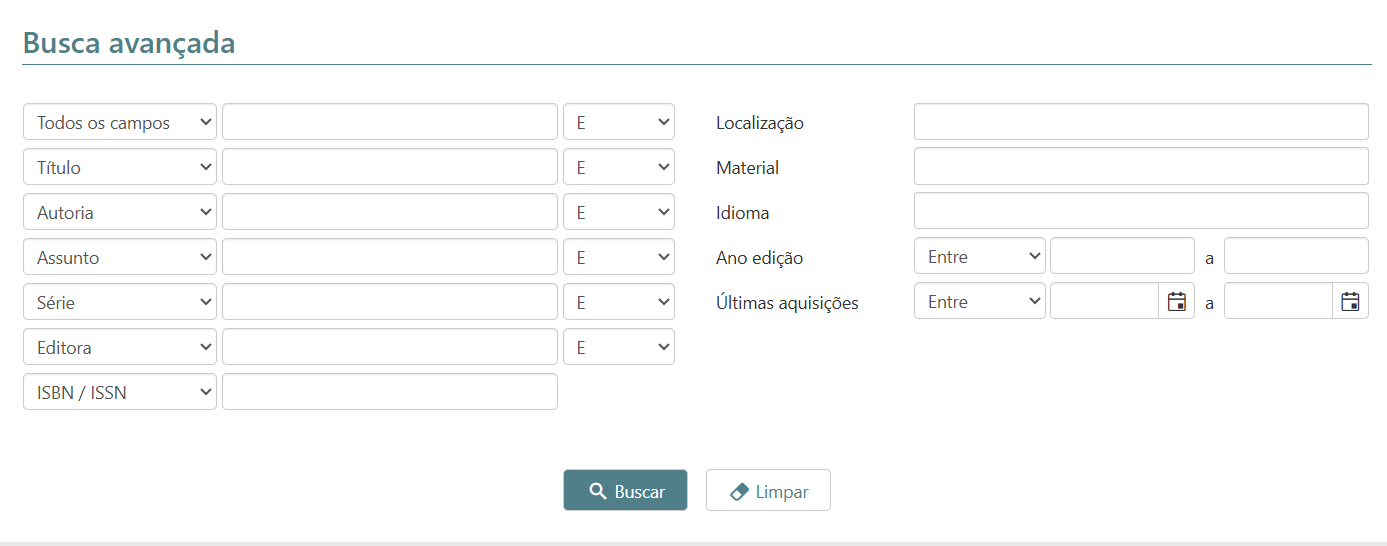 Busca avançada
Todos os campos E Localização
Título E Material
Autoria E Idioma
Assunto E Ano edição Entre a
Série E Últimas aquisições Entre a
Editora E
ISBN / ISSN
Buscar Limpar